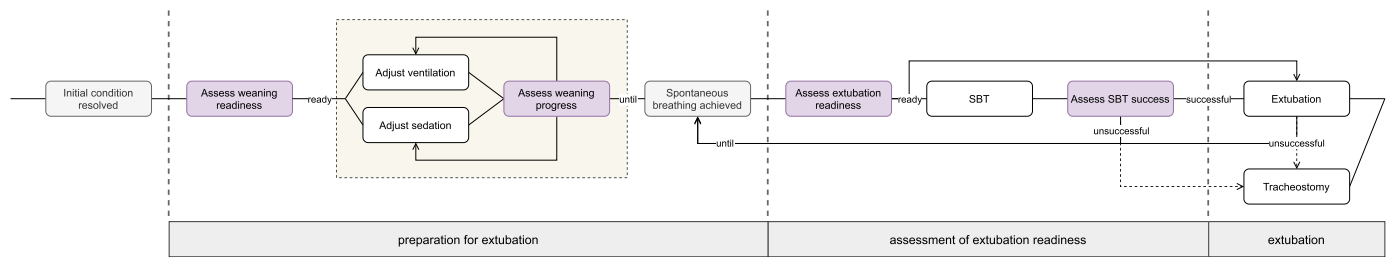 Initial condition
resolved
Assess weaning
readiness
ready
Adjust ventilation
Adjust sedation
Assess weaning
progress
until
Spontaneous
breathing achieved
Assess extubation
readiness
ready
SBT
Assess SBT success
successful
unsuccessful
Extubation
unsuccessful
until
Tracheostomy
preparation for extubation
assessment of extubation readiness
extubation